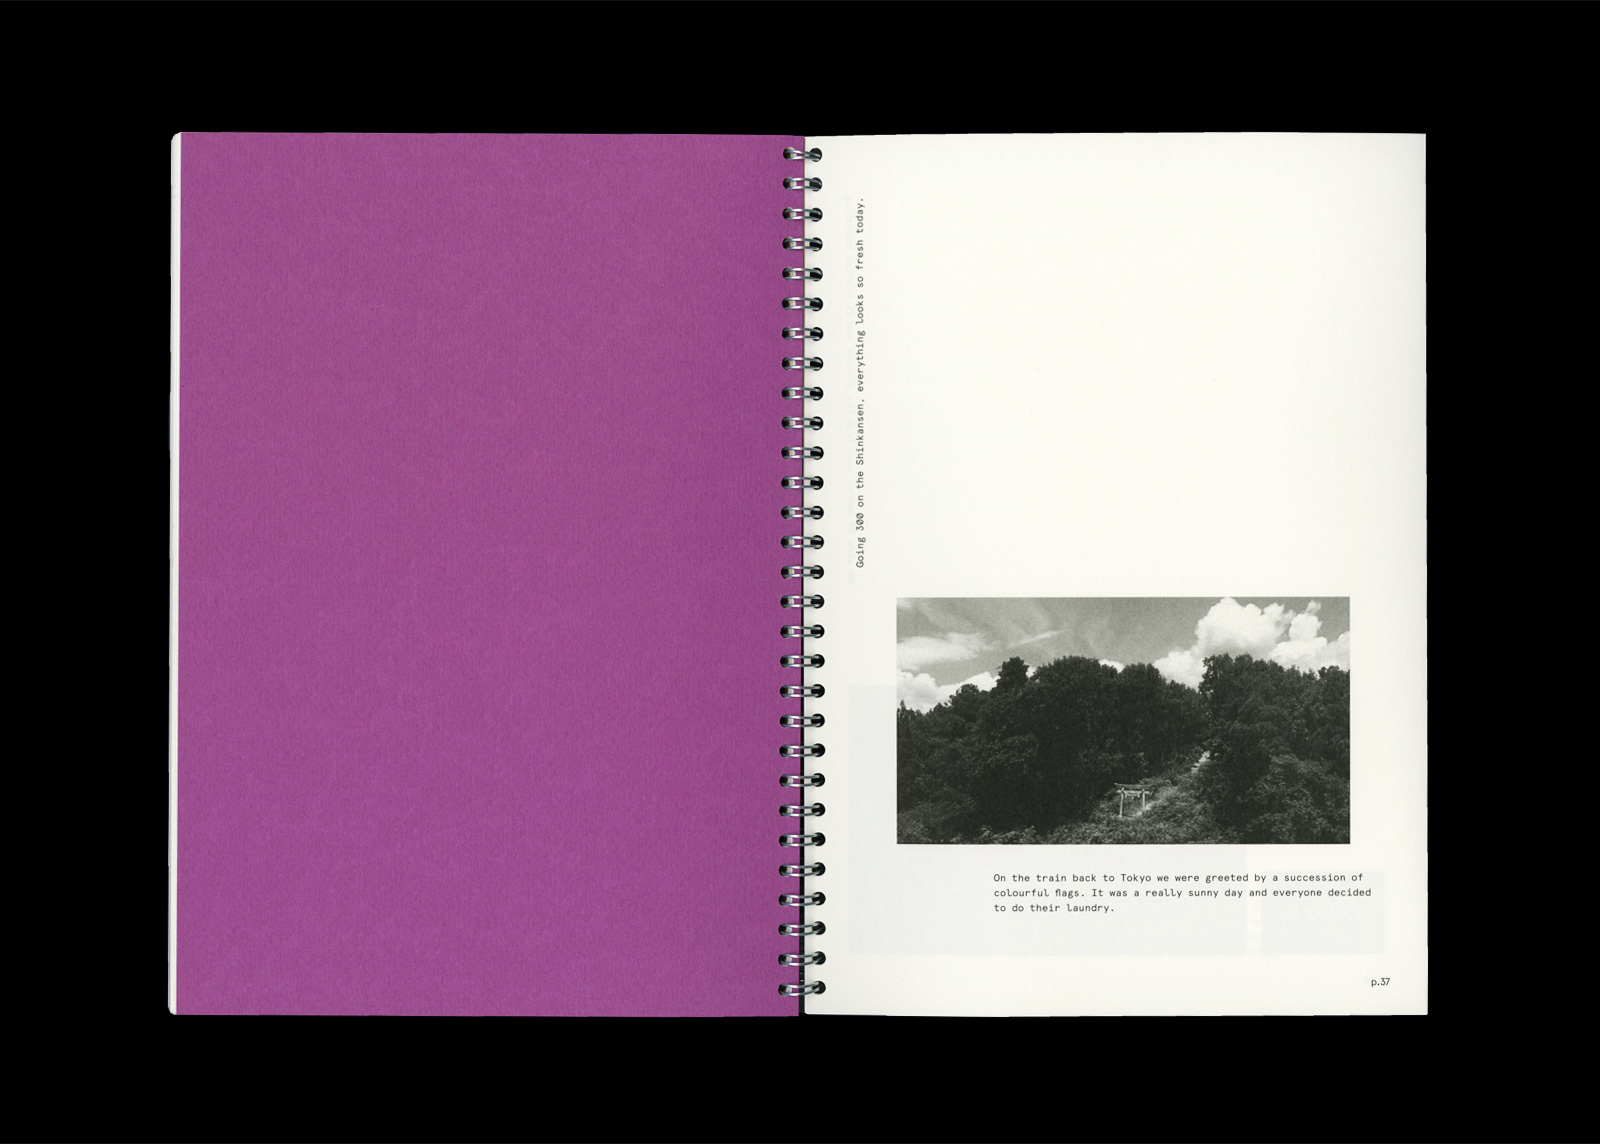 Going 300 on the Shinkansen, everything looks so fresh today.
On the train back to Tokyo we were greeted by a succession of
colourful flags. It was a really sunny day and everyone decided
to do their laundry.
p.37